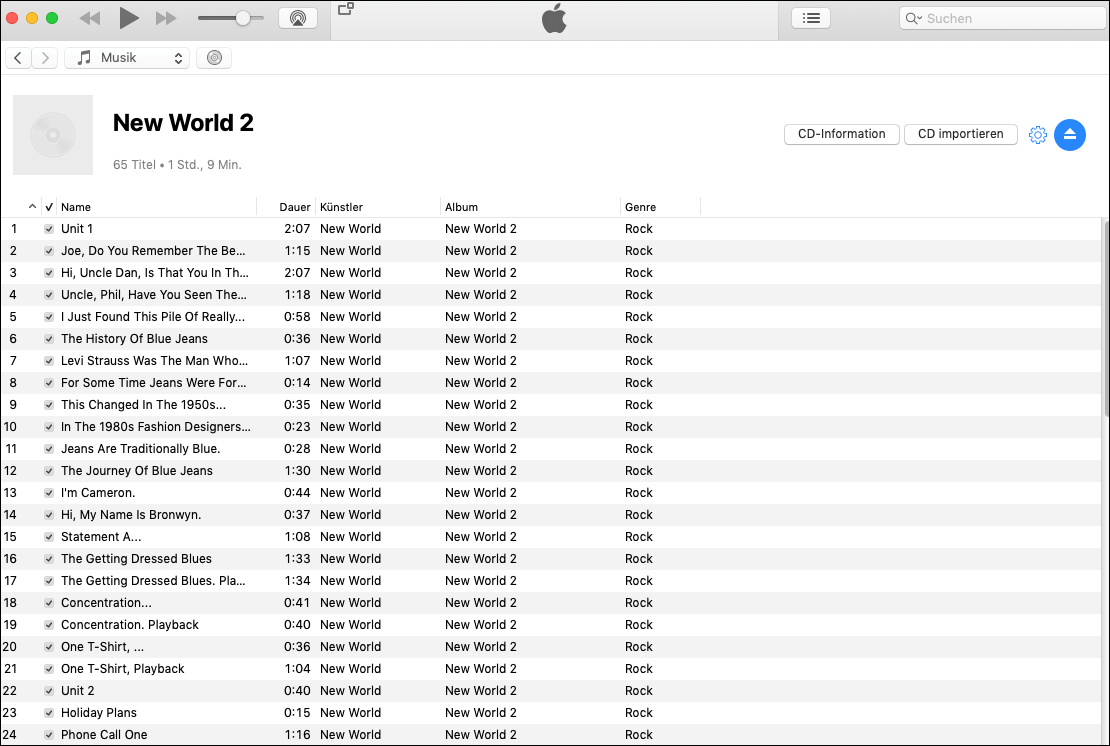 Suchen
Musik
New World 2
65 Titel • 1 Std., 9 Min.
CD-Information CD importieren
✓ Name Dauer Künstler Album Genre
1 Unit 1 2:07 New World New World 2 Rock
2 Joe, Do You Remember The Be... 1:15 New World New World 2 Rock
3 Hi, Uncle Dan, Is That You In Th... 2:07 New World New World 2 Rock
4 Uncle, Phil, Have You Seen The... 1:18 New World New World 2 Rock
5 I Just Found This Pile Of Really... 0:58 New World New World 2 Rock
6 The History Of Blue Jeans 0:36 New World New World 2 Rock
7 Levi Strauss Was The Man Who... 1:07 New World New World 2 Rock
8 For Some Time Jeans Were For... 0:14 New World New World 2 Rock
9 This Changed In The 1950s... 0:35 New World New World 2 Rock
10 In The 1980s Fashion Designers... 0:23 New World New World 2 Rock
11 Jeans Are Traditionally Blue. 0:28 New World New World 2 Rock
12 The Journey Of Blue Jeans 1:30 New World New World 2 Rock
13 I'm Cameron. 0:44 New World New World 2 Rock
14 Hi, My Name Is Bronwyn. 0:37 New World New World 2 Rock
15 Statement A... 1:08 New World New World 2 Rock
16 The Getting Dressed Blues 1:33 New World New World 2 Rock
17 The Getting Dressed Blues. Pla... 1:34 New World New World 2 Rock
18 Concentration... 0:41 New World New World 2 Rock
19 Concentration. Playback 0:40 New World New World 2 Rock
20 One T-Shirt, ... 0:36 New World New World 2 Rock
21 One T-Shirt, Playback 1:04 New World New World 2 Rock
22 Unit 2 0:40 New World New World 2 Rock
23 Holiday Plans 0:15 New World New World 2 Rock
24 Phone Call One 1:16 New World New World 2 Rock